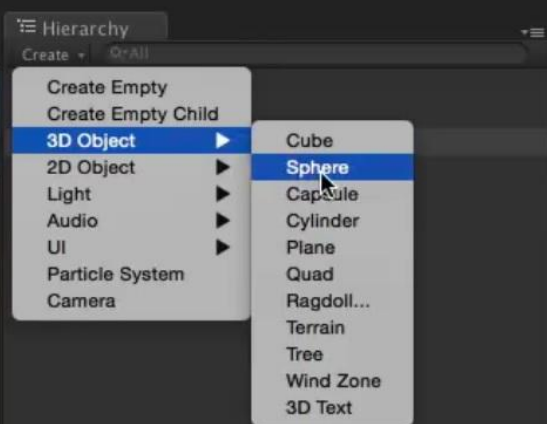 Hierarchy
Create All
Create Empty
Create Empty Child
3D Object
2D Object
Light
Audio
UI
Particle System
Camera
Cube
Sphere
Capsule
Cylinder
Plane
Quad
Ragdoll...
Terrain
Tree
Wind Zone
3D Text